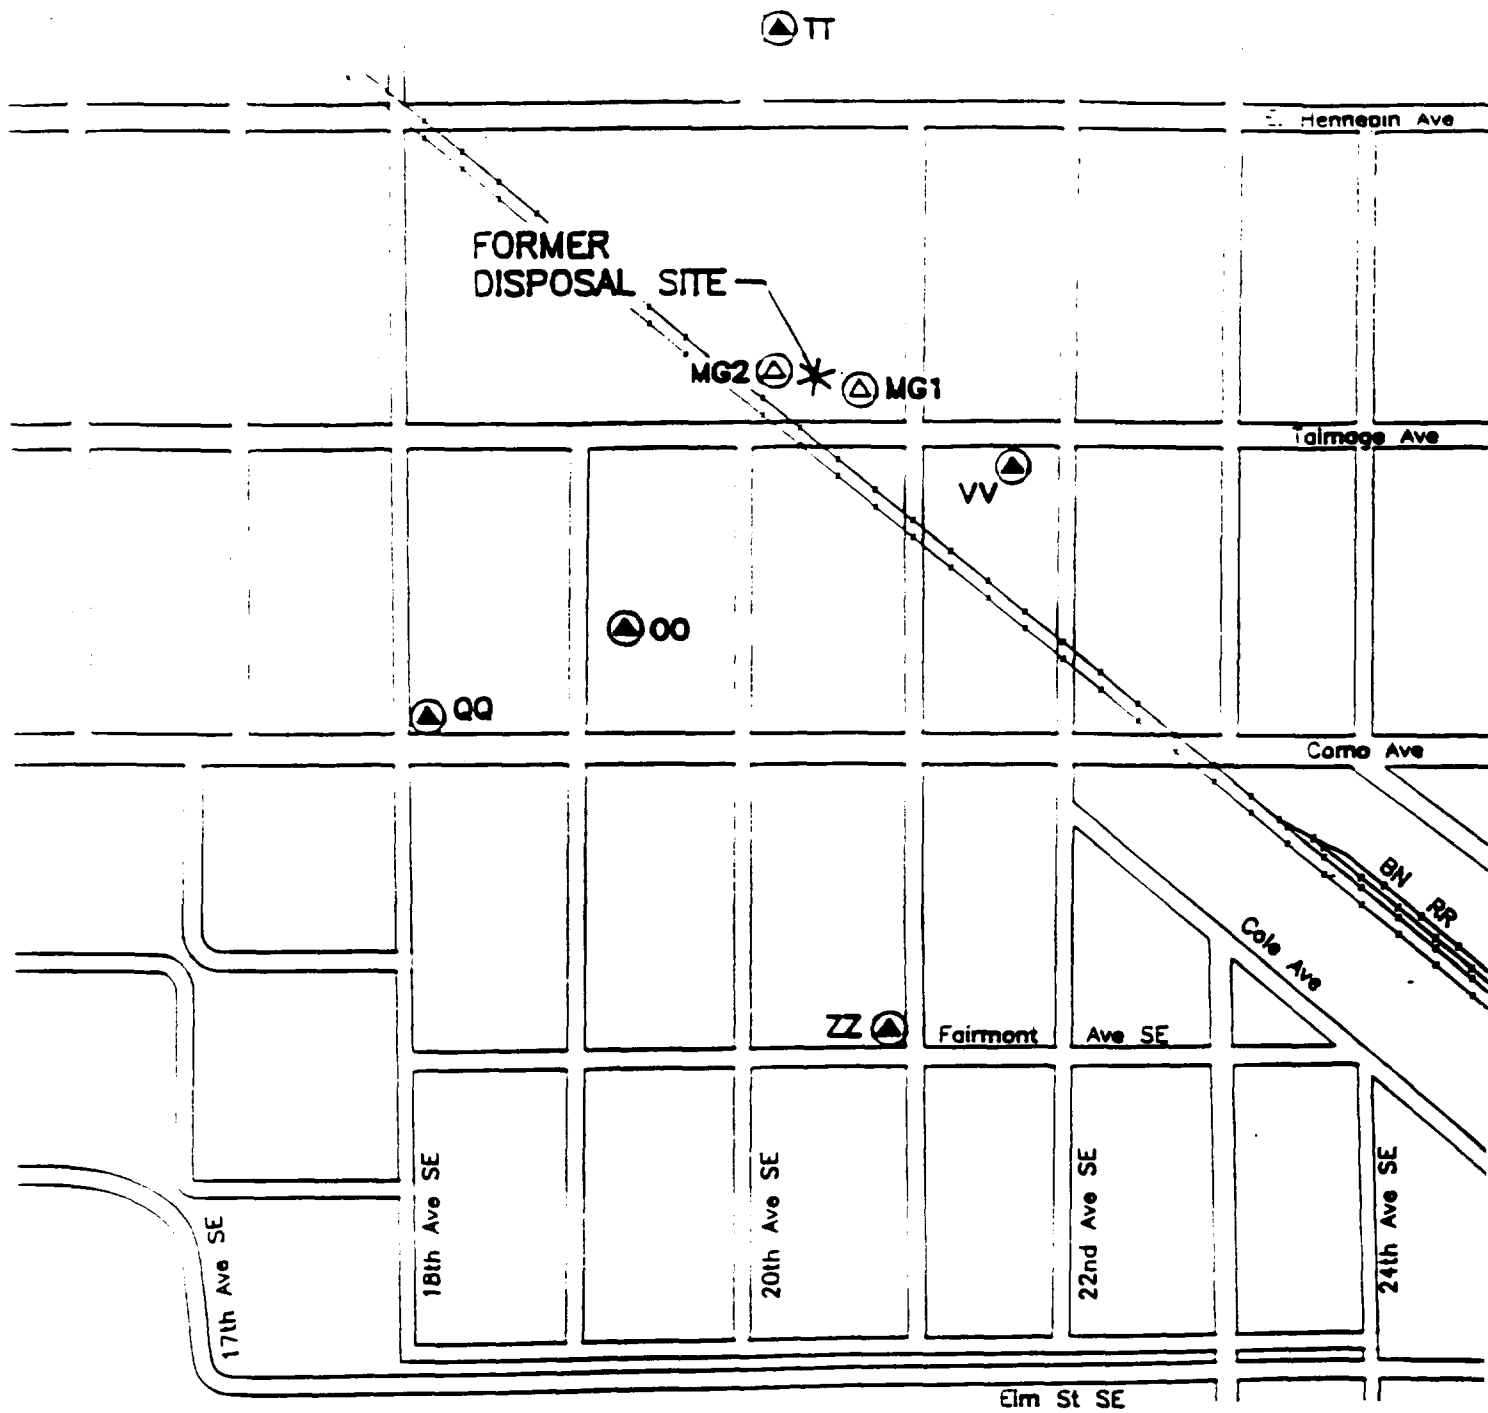 TT
E. Hennepin Ave
FORMER
DISPOSAL SITE
MG2
MG1
Talmage Ave
VV
OO
QQ
Como Ave
BN RR
Cole Ave
ZZ
Fairmont Ave SE
17th Ave SE
18th Ave SE
20th Ave SE
22nd Ave SE
24th Ave SE
Elm St SE